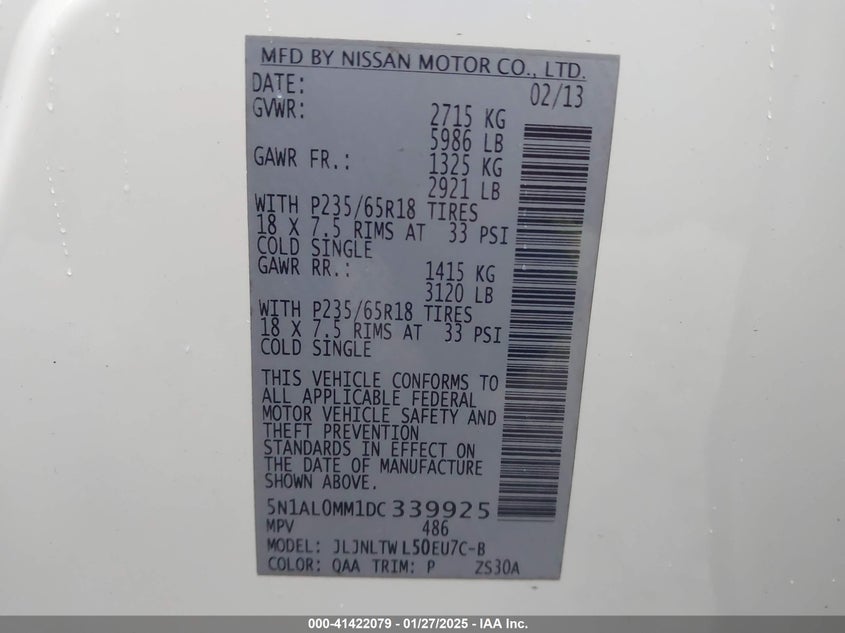 MFD BY NISSAN MOTOR CO., LTD.
DATE: 02/13
GVWR: 2715 KG
5986 LB
GAWR FR.: 1325 KG
2921 LB
WITH P235/65R18 TIRES
18 X 7.5 RIMS AT 33 PSI
COLD SINGLE
GAWR RR.: 1415 KG
3120 LB
WITH P235/65R18 TIRES
18 X 7.5 RIMS AT 33 PSI
COLD SINGLE
THIS VEHICLE CONFORMS TO
ALL APPLICABLE FEDERAL
MOTOR VEHICLE SAFETY AND
THEFT PREVENTION
STANDARDS IN EFFECT ON
THE DATE OF MANUFACTURE
SHOWN ABOVE.
5N1AL0MM1DC339925
MPV 486
MODEL: JLJNLTWL50EU7C-B
COLOR: QAA TRIM: P ZS30A
000-41422079 - 01/27/2025 - IAA Inc.